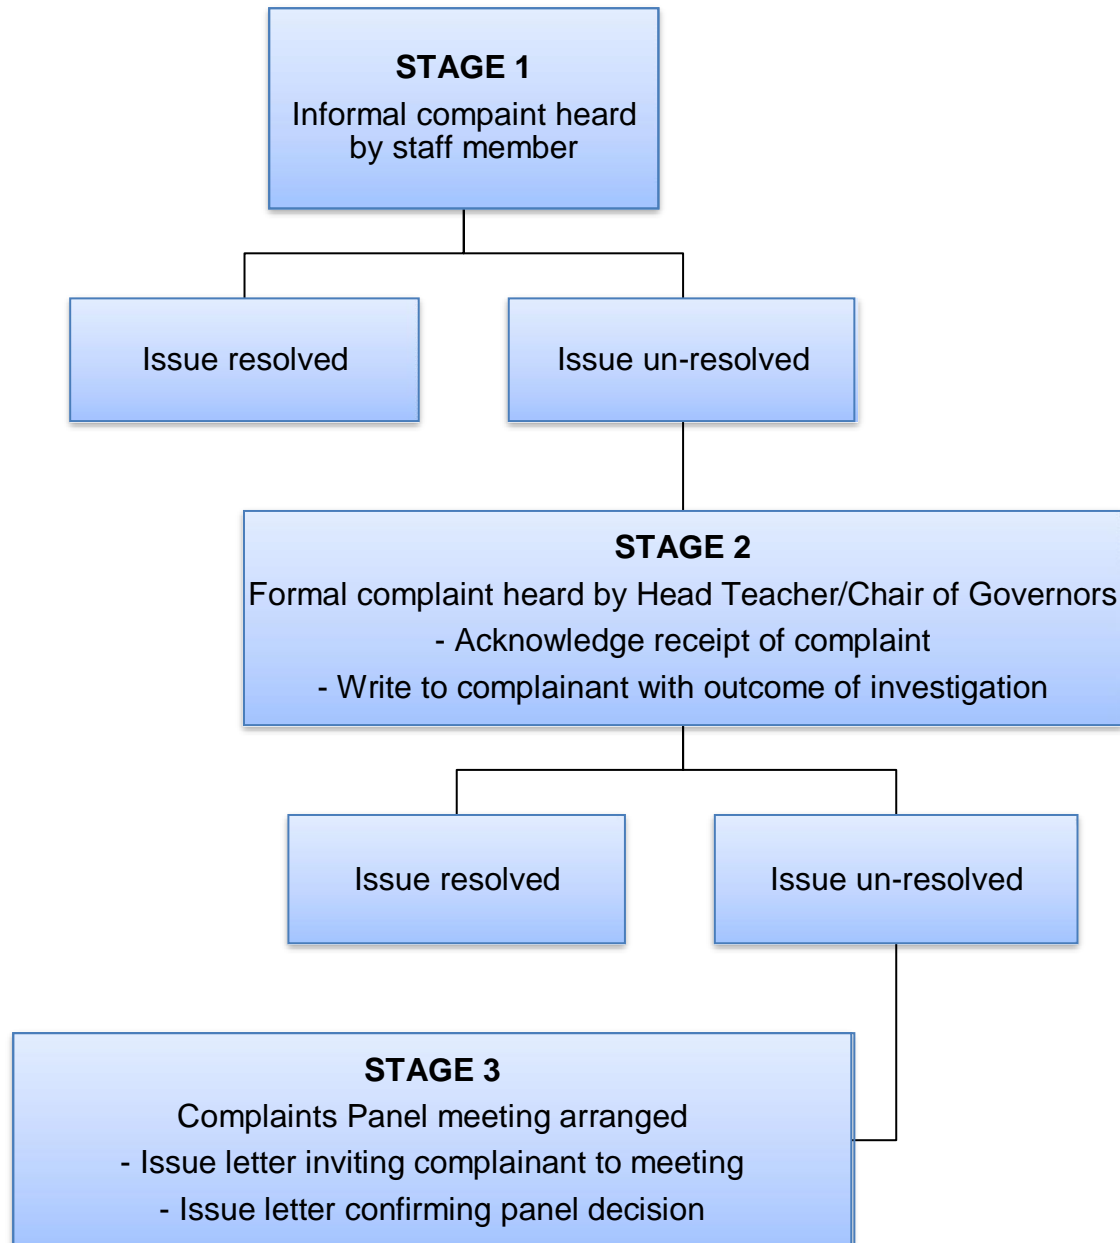 STAGE 1
Informal compaint heard
by staff member
Issue resolved
Issue un-resolved
STAGE 2
Formal complaint heard by Head Teacher/Chair of Governors
- Acknowledge receipt of complaint
- Write to complainant with outcome of investigation
Issue resolved
Issue un-resolved
STAGE 3
Complaints Panel meeting arranged
- Issue letter inviting complainant to meeting
- Issue letter confirming panel decision